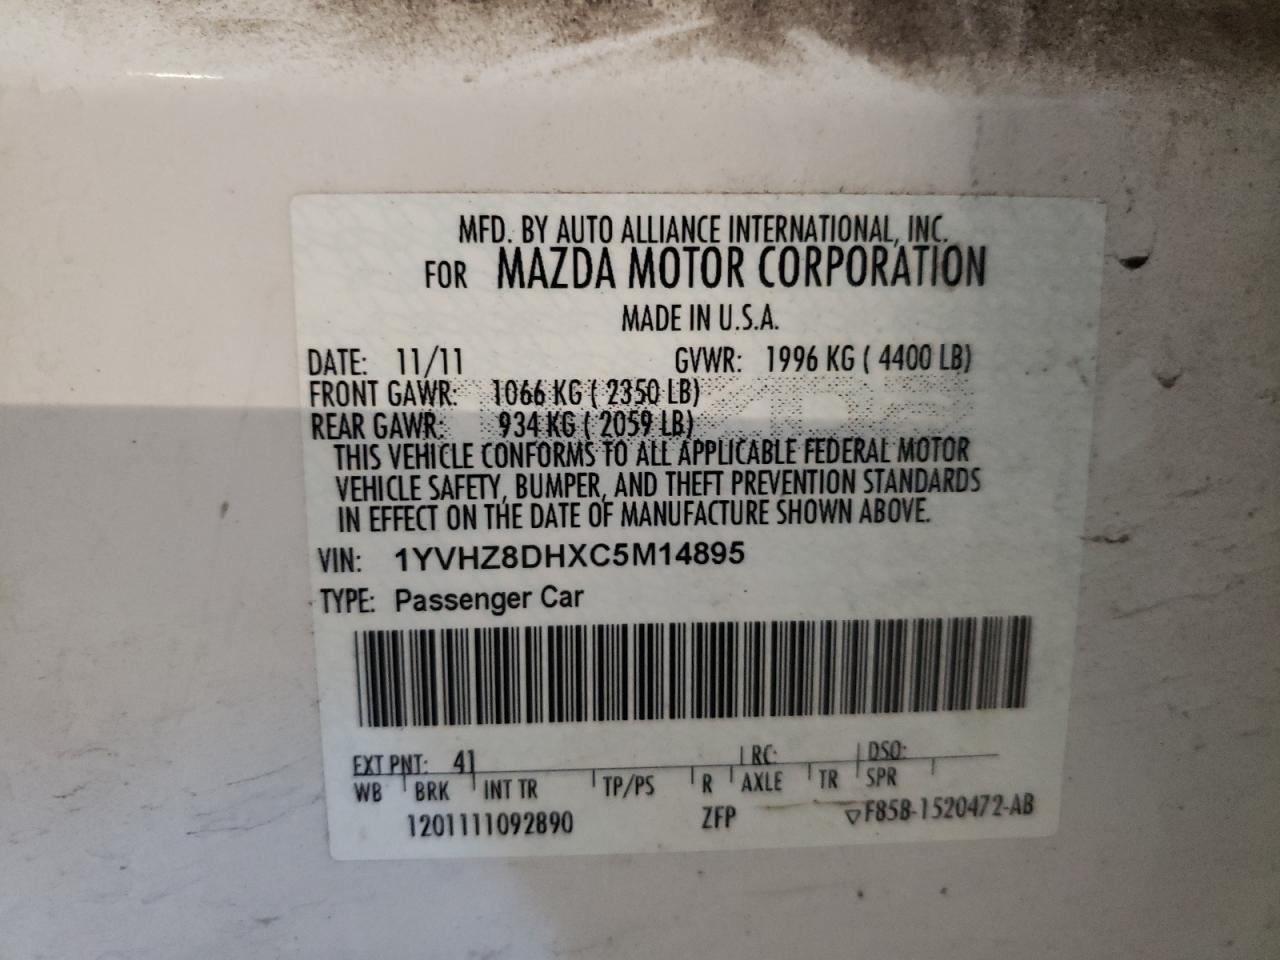 MFD. BY AUTO ALLIANCE INTERNATIONAL, INC.
FOR MAZDA MOTOR CORPORATION
MADE IN U.S.A.
DATE: 11/11 GVWR: 1996 KG ( 4400 LB)
FRONT GAWR: 1066 KG ( 2350 LB)
REAR GAWR: 934 KG ( 2059 LB)
THIS VEHICLE CONFORMS TO ALL APPLICABLE FEDERAL MOTOR
VEHICLE SAFETY, BUMPER, AND THEFT PREVENTION STANDARDS
IN EFFECT ON THE DATE OF MANUFACTURE SHOWN ABOVE.
VIN: 1YVHZ8DHXC5M14895
TYPE: Passenger Car
EXT PNT: 41 RC: DSO:
WB BRK INT TR TP/PS R AXLE TR SPR
1201111092890 ZFP ▽F85B-1520472-AB